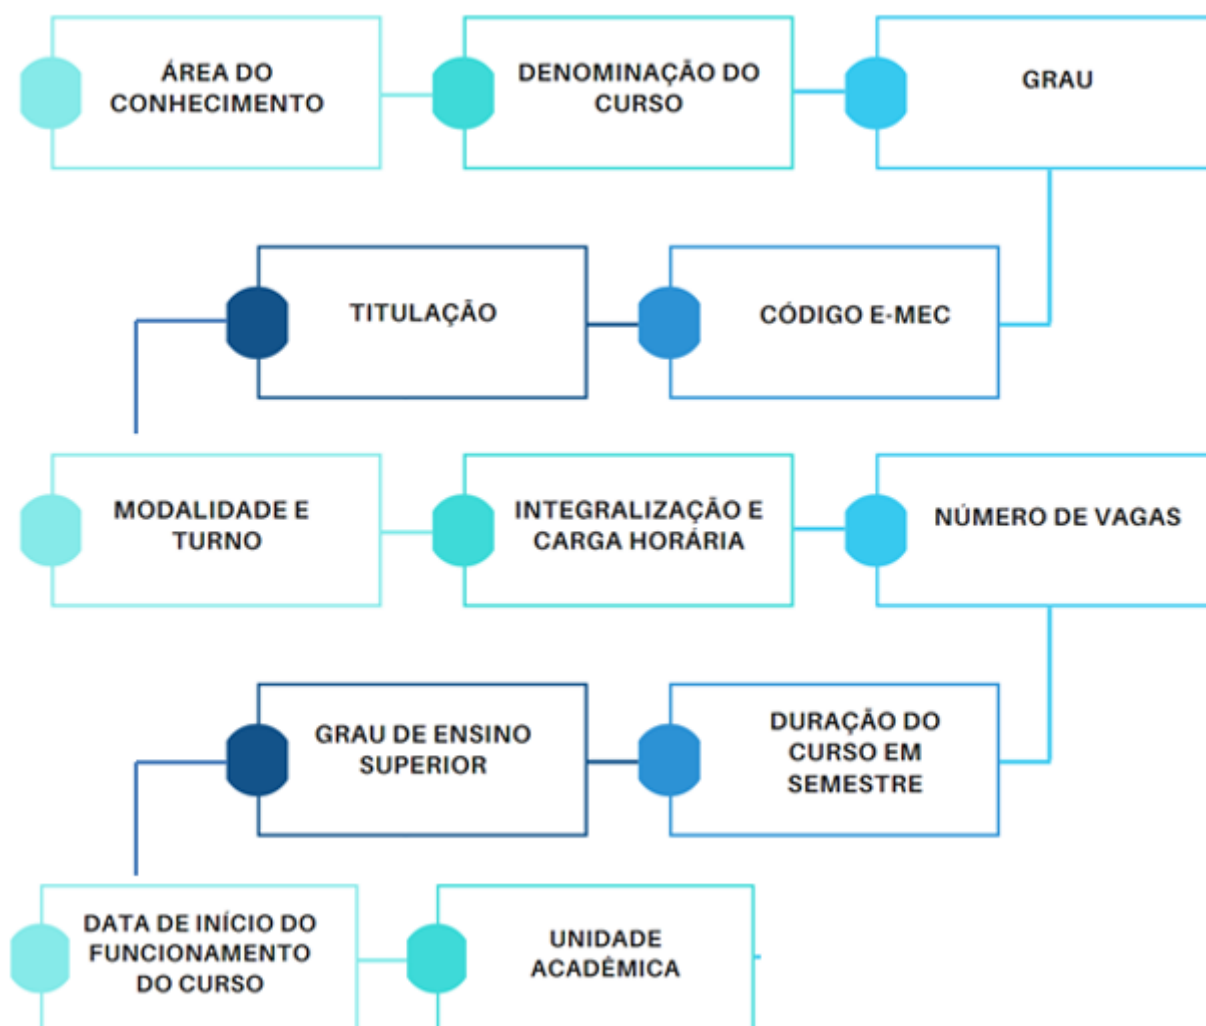 ÁREA DO
CONHECIMENTO
DENOMINAÇÃO DO
CURSO
GRAU
CÓDIGO E-MEC
TITULAÇÃO
MODALIDADE E
TURNO
INTEGRALIZAÇÃO E
CARGA HORÁRIA
NÚMERO DE VAGAS
DURAÇÃO DO
CURSO EM
SEMESTRE
GRAU DE ENSINO
SUPERIOR
DATA DE INÍCIO DO
FUNCIONAMENTO
DO CURSO
UNIDADE
ACADÊMICA